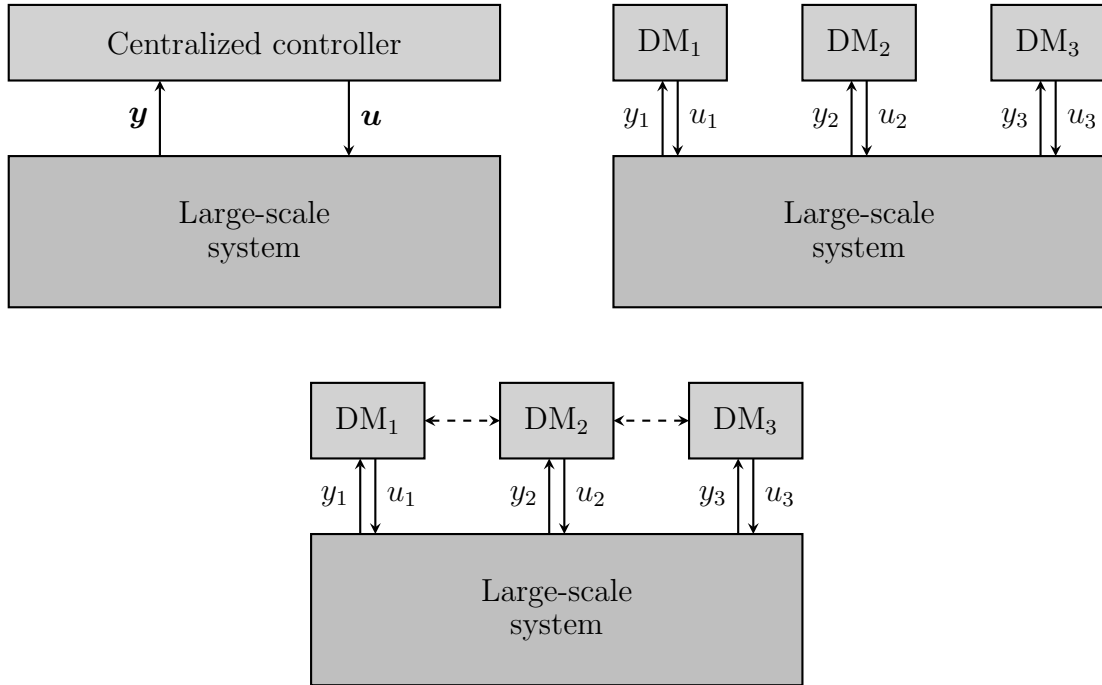 Centralized controller
y
u
Large-scale
system
DM₁
DM₂
DM₃
y₁
u₁
y₂
u₂
y₃
u₃
Large-scale
system
DM₁
DM₂
DM₃
y₁
u₁
y₂
u₂
y₃
u₃
Large-scale
system